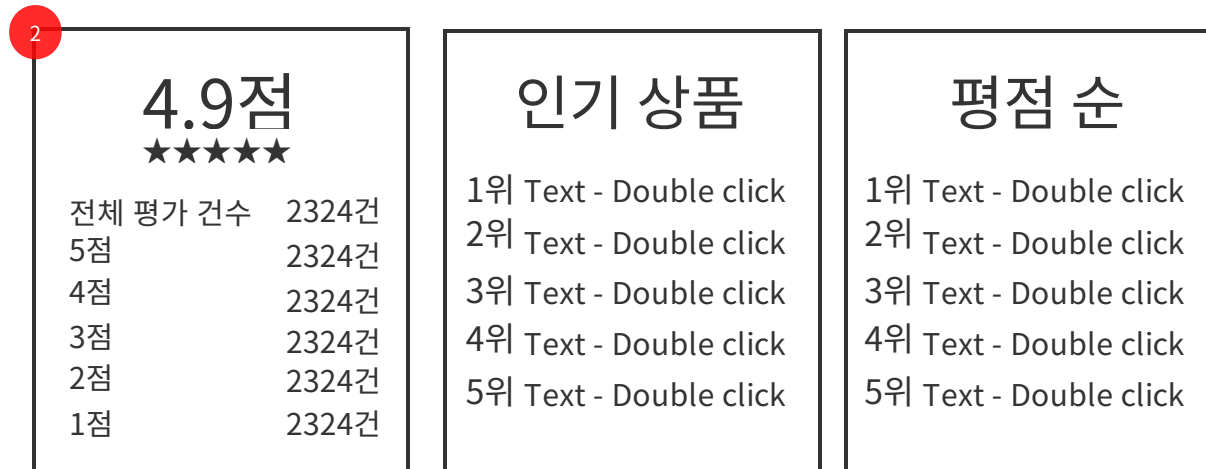 2
4.9점
★★★★★
전체 평가 건수 2324건
5점 2324건
4점 2324건
3점 2324건
2점 2324건
1점 2324건
인기 상품
1위 Text - Double click
2위 Text - Double click
3위 Text - Double click
4위 Text - Double click
5위 Text - Double click
평점 순
1위 Text - Double click
2위 Text - Double click
3위 Text - Double click
4위 Text - Double click
5위 Text - Double click